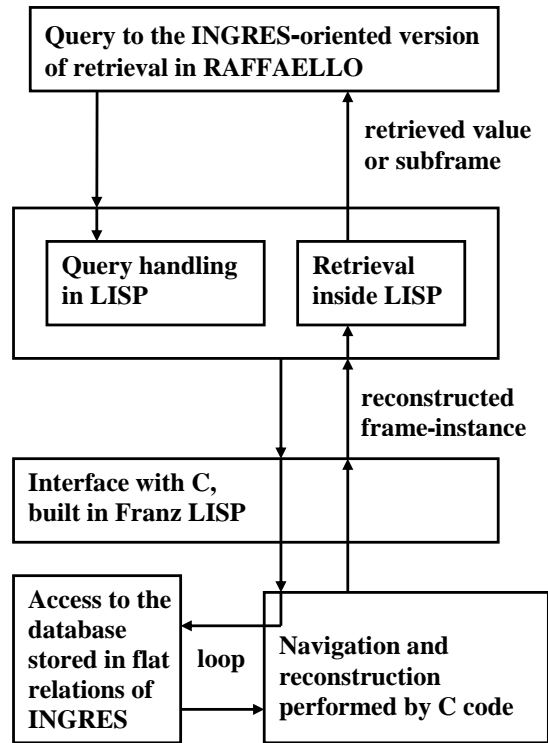 Query to the INGRES-oriented version
of retrieval in RAFFAELLO
retrieved value
or subframe
Query handling
in LISP
Retrieval
inside LISP
reconstructed
frame-instance
Interface with C,
built in Franz LISP
Access to the
database
stored in flat
relations of
INGRES
loop
Navigation and
reconstruction
performed by C code